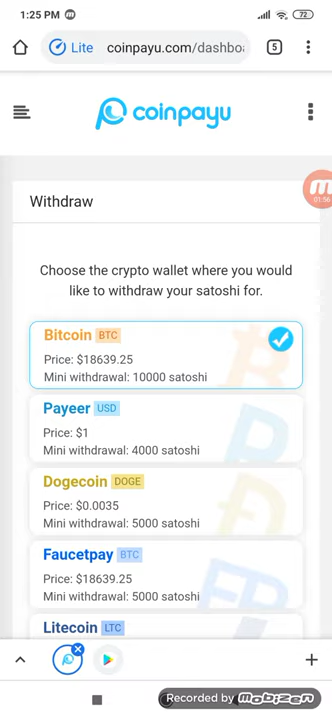 1:25 PM
72
Lite coinpayu.com/dashbo
5
coinpayu
01:56
Withdraw
Choose the crypto wallet where you would
like to withdraw your satoshi for.
Bitcoin BTC
Price: $18639.25
Mini withdrawal: 10000 satoshi
Payeer USD
Price: $1
Mini withdrawal: 4000 satoshi
Dogecoin DOGE
Price: $0.0035
Mini withdrawal: 5000 satoshi
Faucetpay BTC
Price: $18639.25
Mini withdrawal: 5000 satoshi
Litecoin LTC
Recorded by mobizen